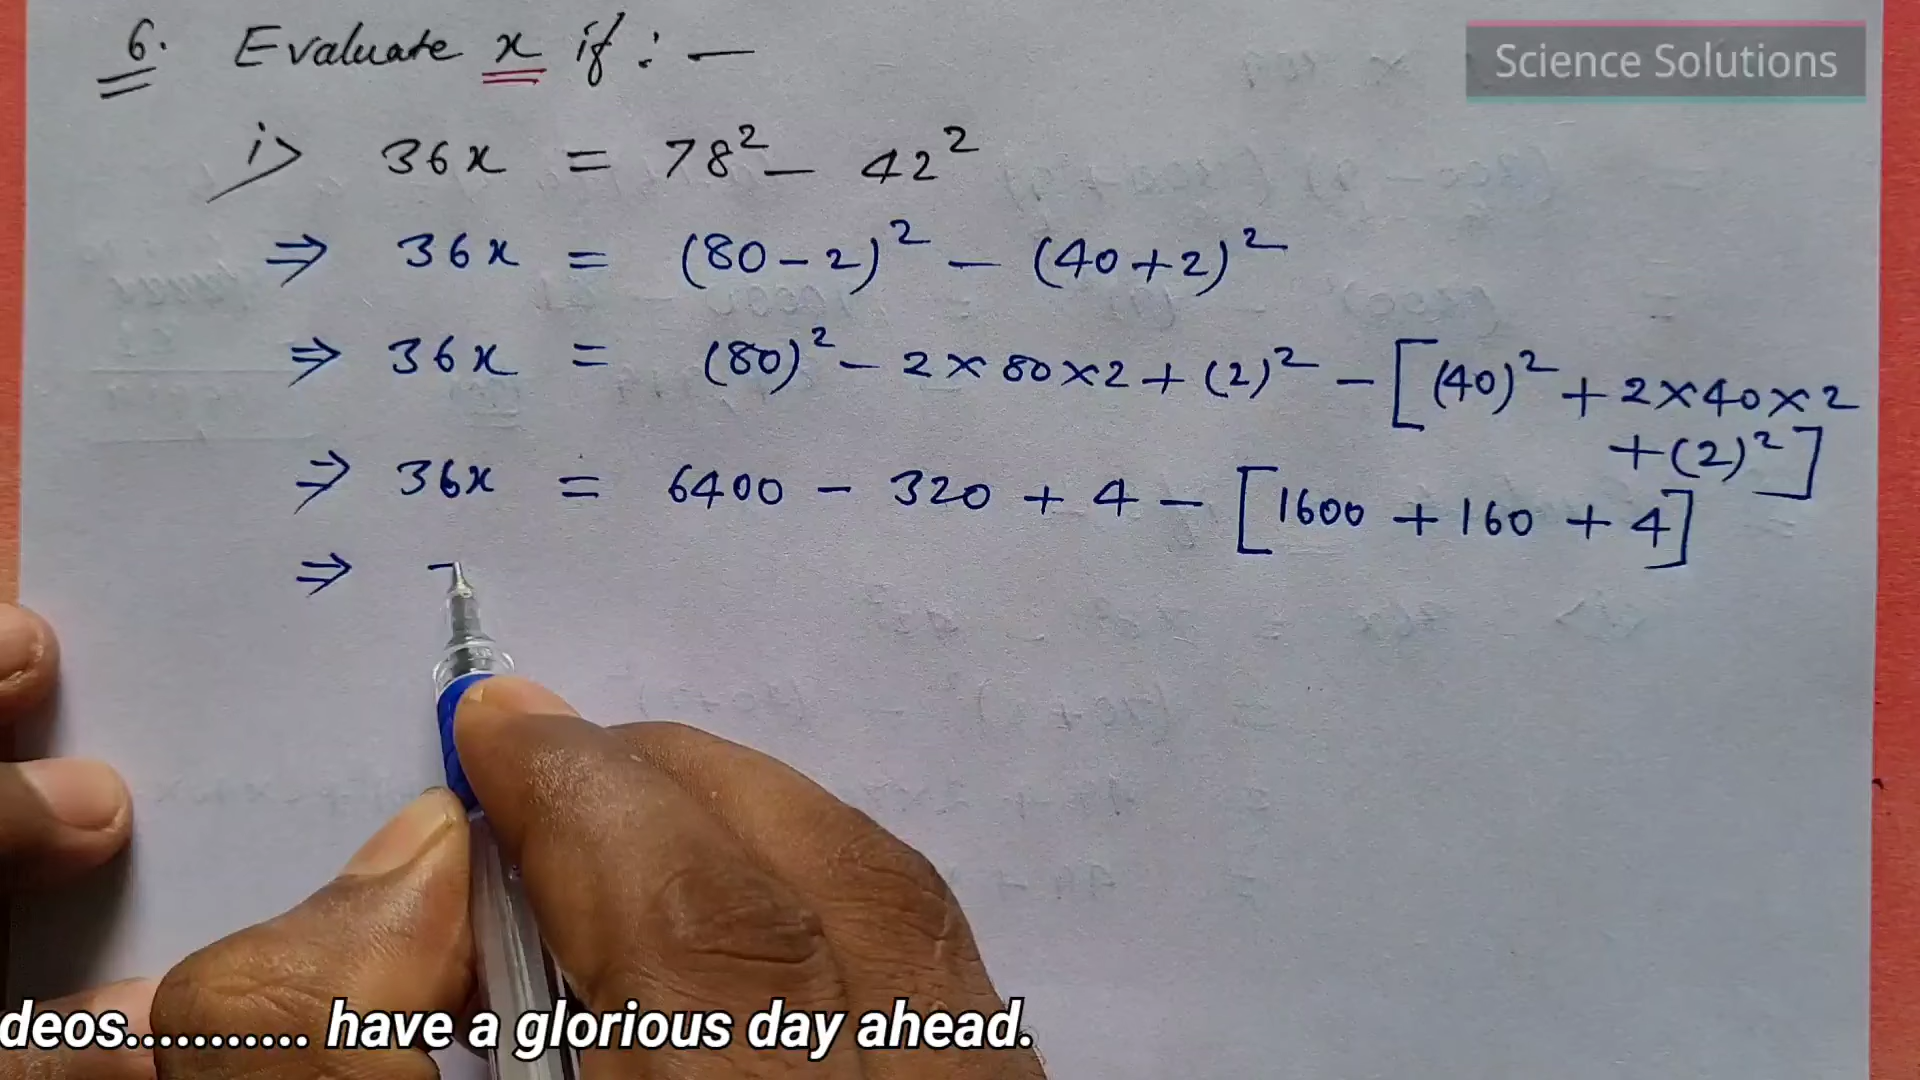 6. Evaluate x if : —
Science Solutions
i> 36x = 78² - 42²
⇒ 36x = (80-2)² - (40+2)²
⇒ 36x = (80)² - 2×80×2+(2)² - [(40)² + 2×40×2
+(2)²]
⇒ 36x = 6400 - 320 + 4 - [1600 + 160 + 4]
⇒
deos........... have a glorious day ahead.